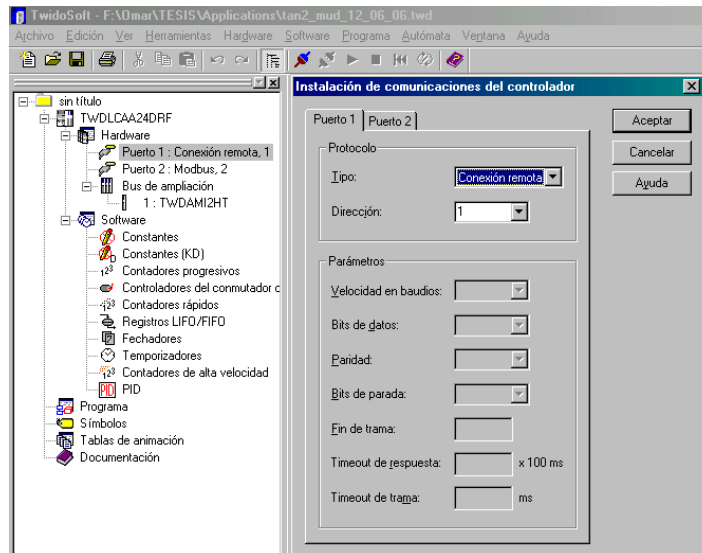 TwidoSoft - F:\Omar\TESIS\Applications\tan2_mud_12_06_06.twd
Archivo Edición Ver Herramientas Hardware Software Programa Autómata Ventana Ayuda
sin título
TWDLCAA24DRF
Hardware
Puerto 1 : Conexión remota, 1
Puerto 2 : Modbus, 2
Bus de ampliación
1 : TWDAMI2HT
Software
Constantes
Constantes (KD)
Contadores progresivos
Controladores del conmutador c
Contadores rápidos
Registros LIFO/FIFO
Fechadores
Temporizadores
Contadores de alta velocidad
PID PID
Programa
Símbolos
Tablas de animación
Documentación
Instalación de comunicaciones del controlador
Puerto 1 Puerto 2
Protocolo
Tipo: Conexión remota
Dirección: 1
Parámetros
Velocidad en baudios:
Bits de datos:
Paridad:
Bits de parada:
Fin de trama:
Timeout de respuesta: x 100 ms
Timeout de trama: ms
Aceptar
Cancelar
Ayuda